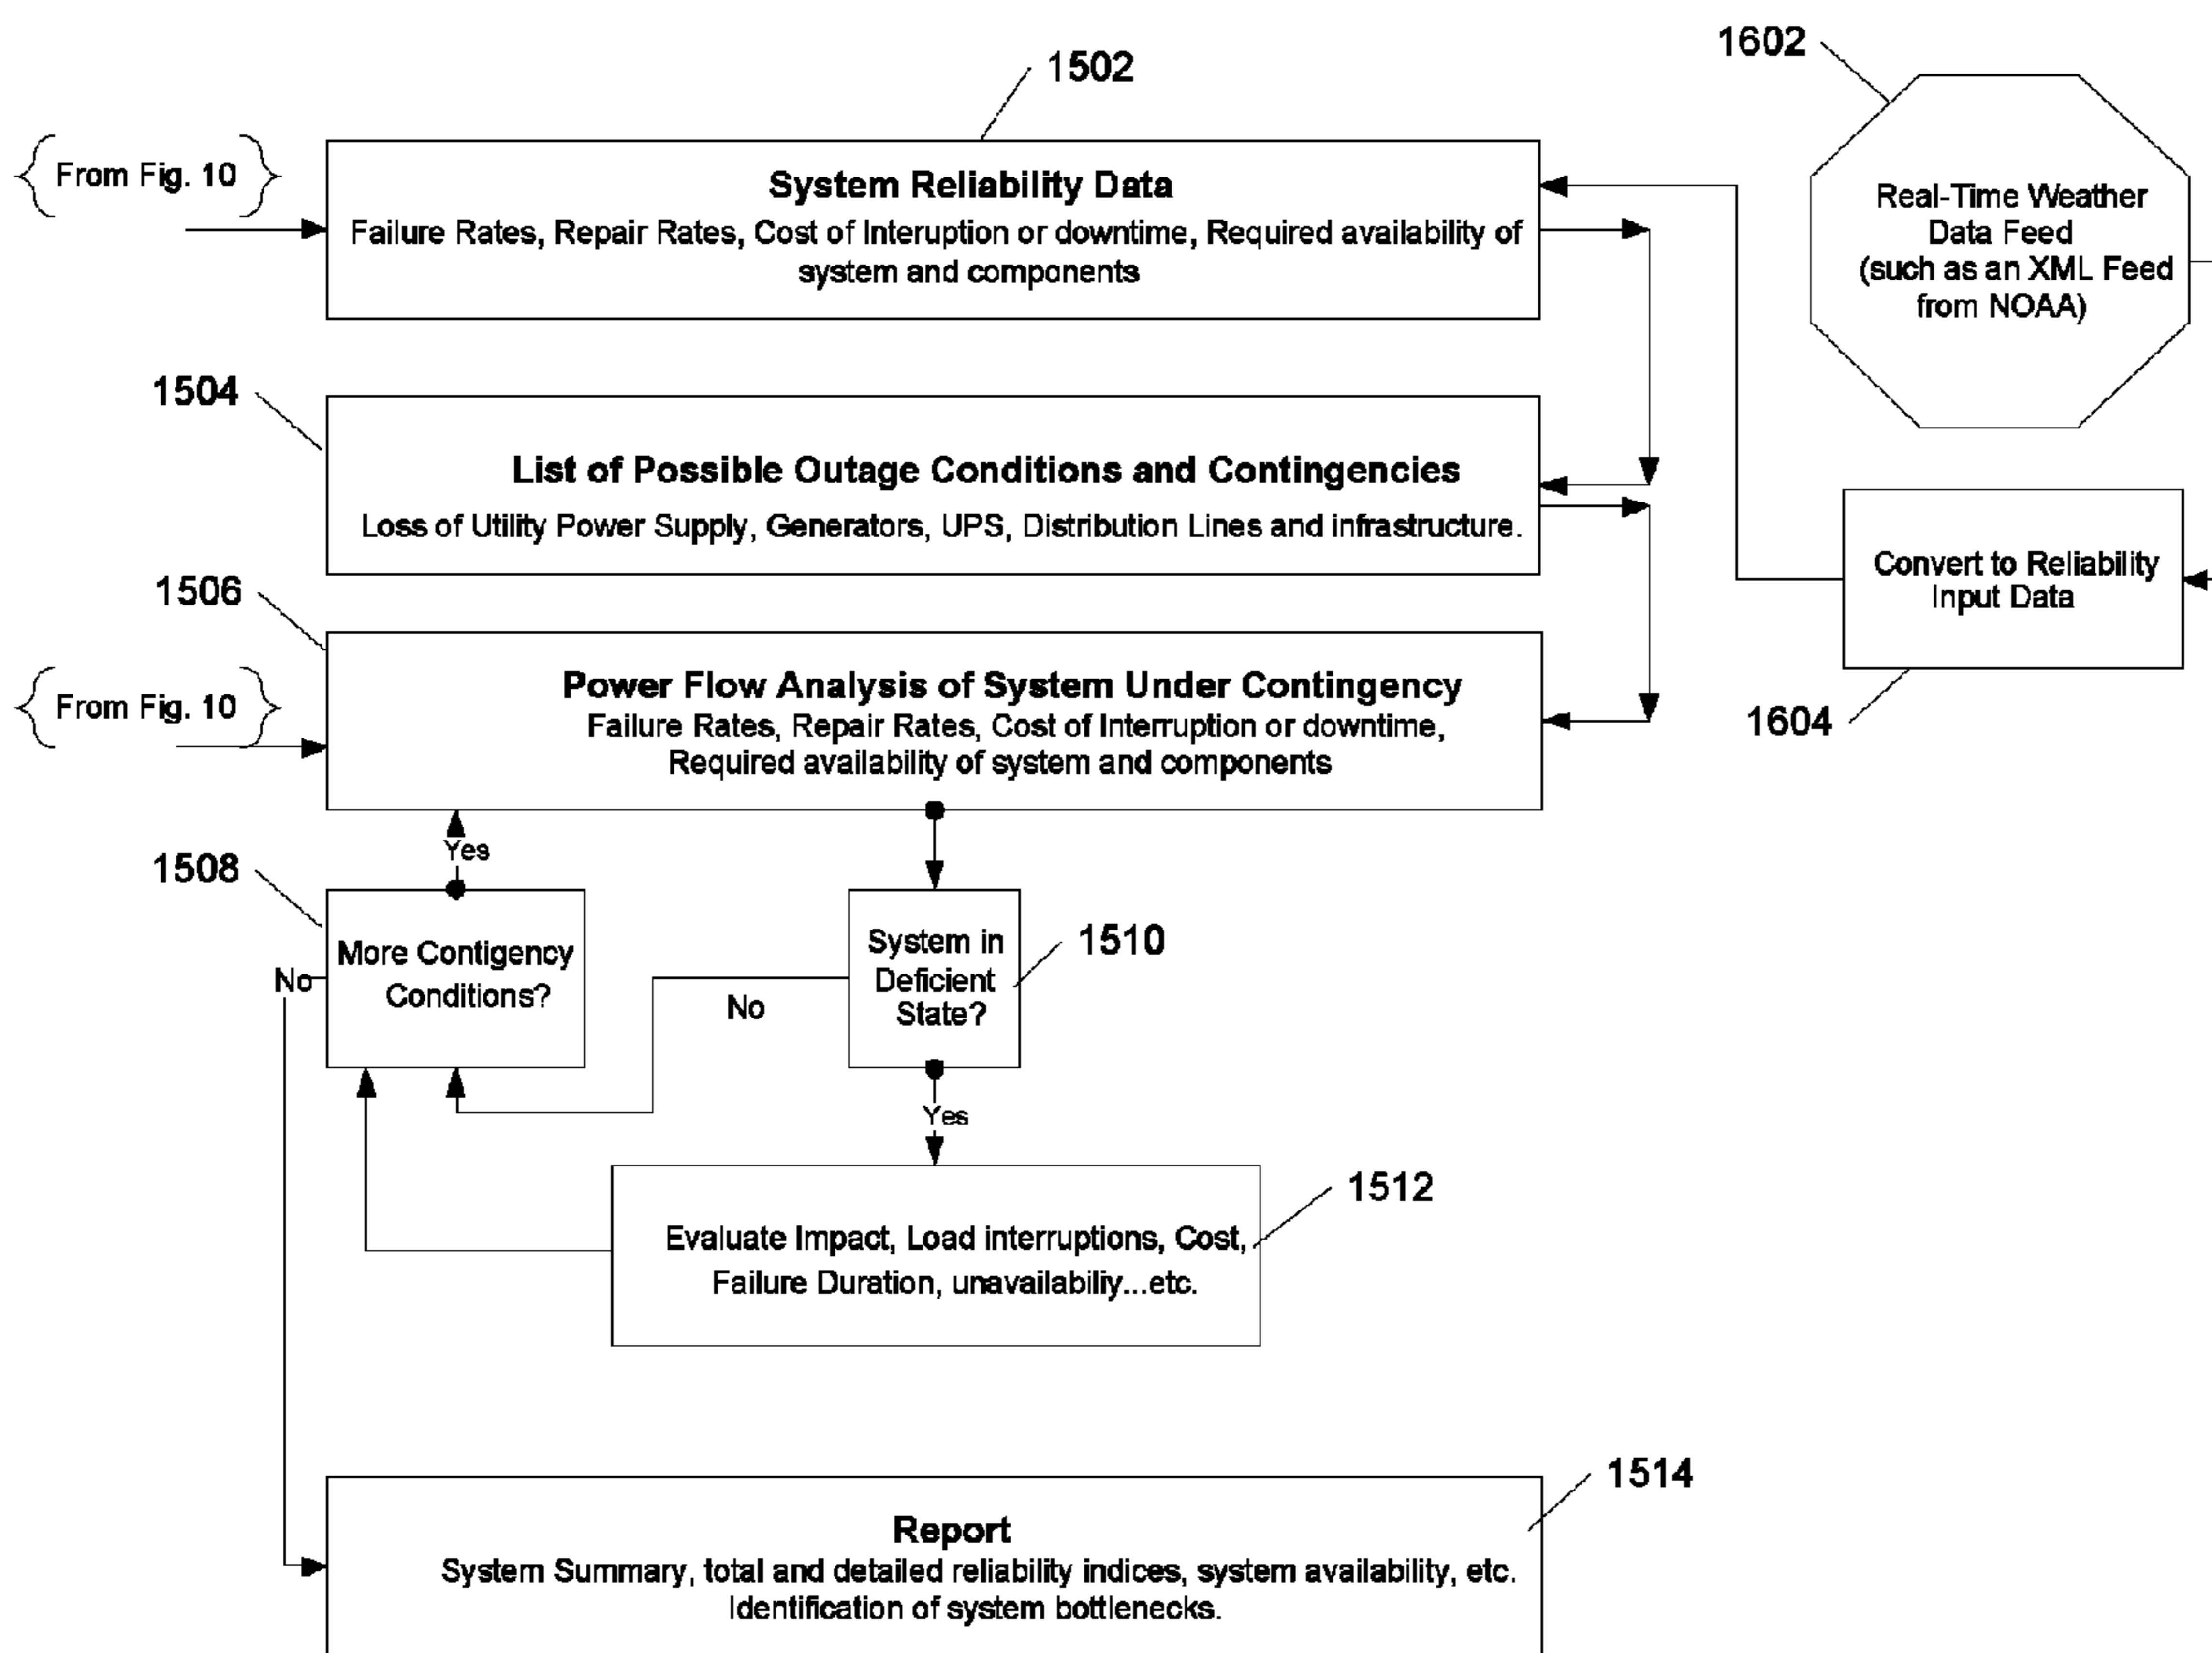 1502
1602
From Fig. 10
System Reliability Data
Failure Rates, Repair Rates, Cost of Interuption or downtime, Required availability of
system and components
Real-Time Weather
Data Feed
(such as an XML Feed
from NOAA)
1504
List of Possible Outage Conditions and Contingencies
Loss of Utility Power Supply, Generators, UPS, Distribution Lines and infrastructure.
Convert to Reliability
Input Data
1604
1506
From Fig. 10
Power Flow Analysis of System Under Contingency
Failure Rates, Repair Rates, Cost of Interruption or downtime,
Required availability of system and components
Yes
1508
More Contigency
Conditions?
No
System in
Deficient
State?
1510
No
Yes
1512
Evaluate Impact, Load interruptions, Cost,
Failure Duration, unavailabiliy...etc.
1514
Report
System Summary, total and detailed reliability indices, system availability, etc.
Identification of system bottlenecks.